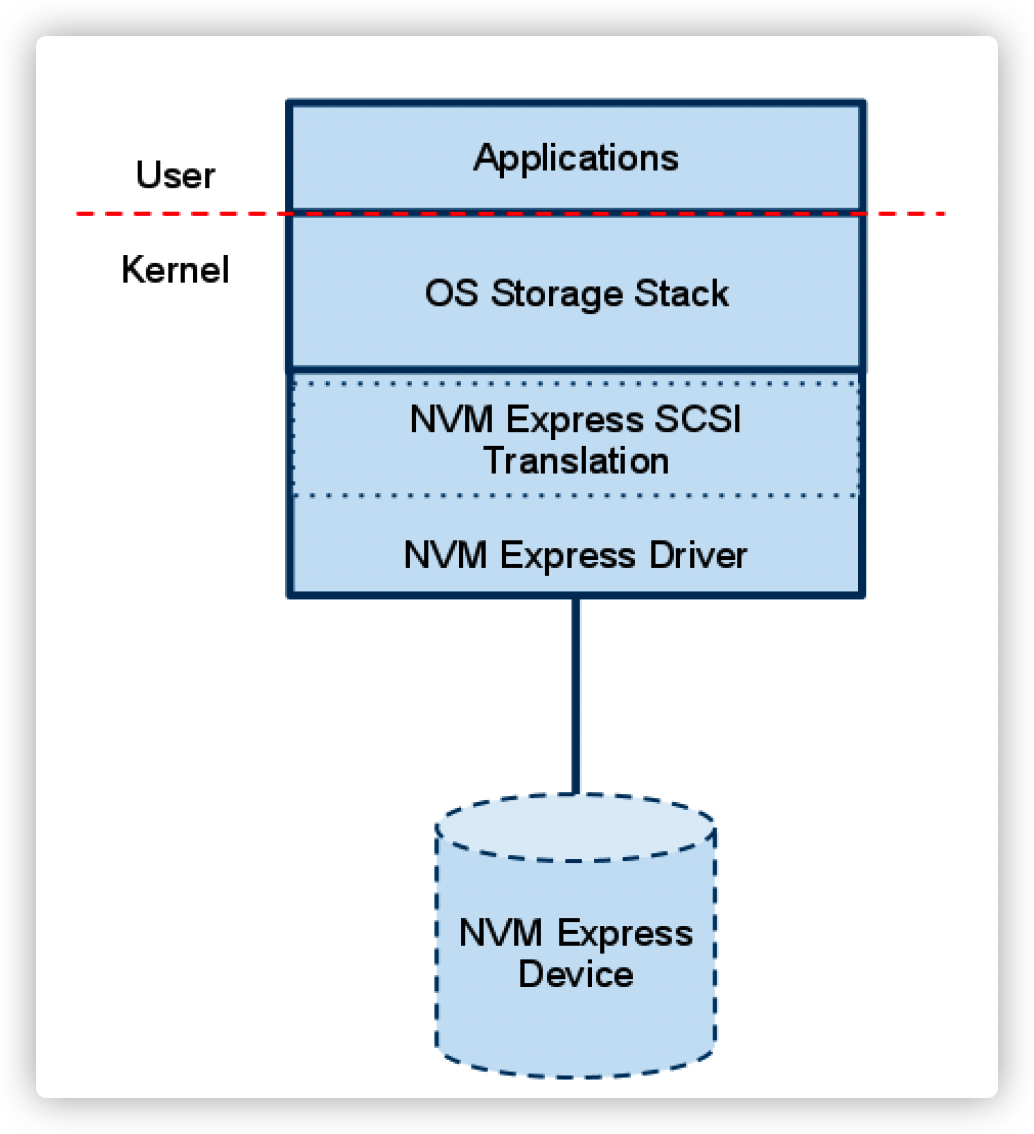 Applications
User
Kernel
OS Storage Stack
NVM Express SCSI
Translation
NVM Express Driver
NVM Express
Device